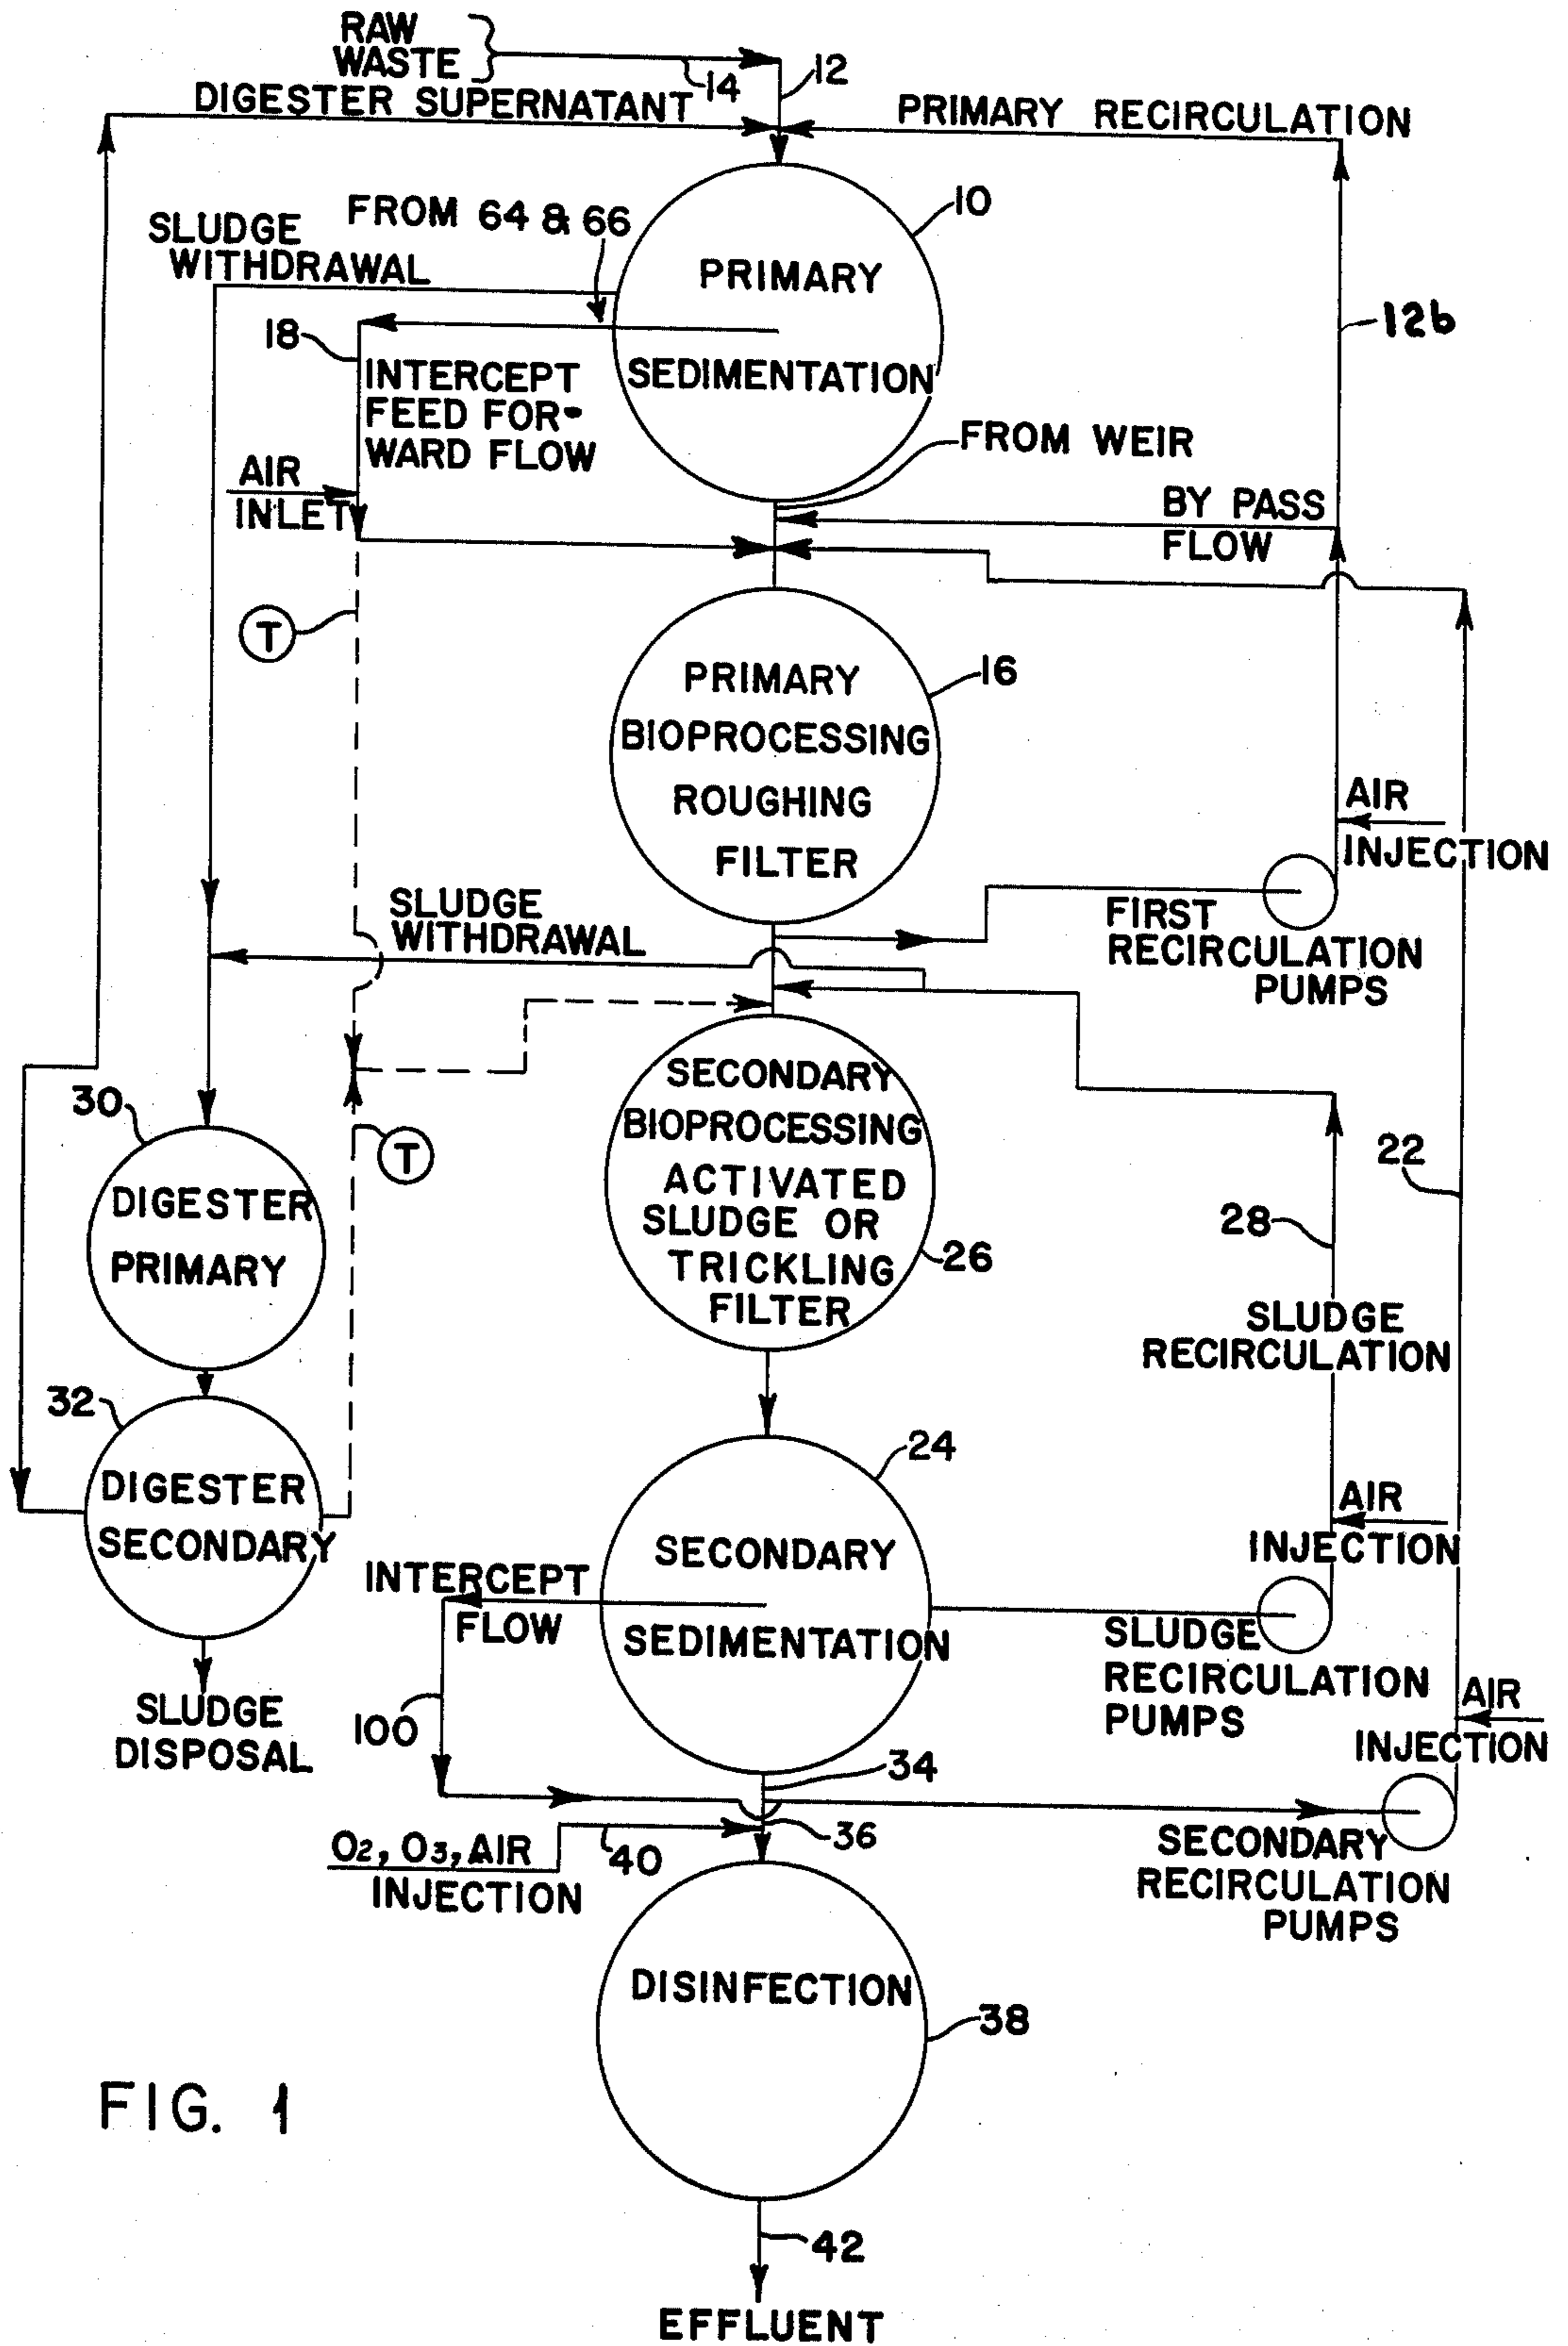 RAW
WASTE
14
12
DIGESTER SUPERNATANT
PRIMARY RECIRCULATION
10
FROM 64 & 66
SLUDGE
WITHDRAWAL
PRIMARY
SEDIMENTATION
12b
18
INTERCEPT
FEED FOR-
WARD FLOW
FROM WEIR
AIR
INLET
BY PASS
FLOW
T
16
PRIMARY
BIOPROCESSING
ROUGHING
FILTER
AIR
INJECTION
SLUDGE
WITHDRAWAL
FIRST
RECIRCULATION
PUMPS
30
SECONDARY
BIOPROCESSING
ACTIVATED
SLUDGE OR
TRICKLING
FILTER
26
T
22
28
DIGESTER
PRIMARY
SLUDGE
RECIRCULATION
32
24
DIGESTER
SECONDARY
AIR
INJECTION
SECONDARY
SEDIMENTATION
INTERCEPT
FLOW
SLUDGE
RECIRCULATION
PUMPS
SLUDGE
DISPOSAL
100
AIR
INJECTION
34
36
O2, O3, AIR
INJECTION
40
SECONDARY
RECIRCULATION
PUMPS
DISINFECTION
38
FIG. 1
42
EFFLUENT